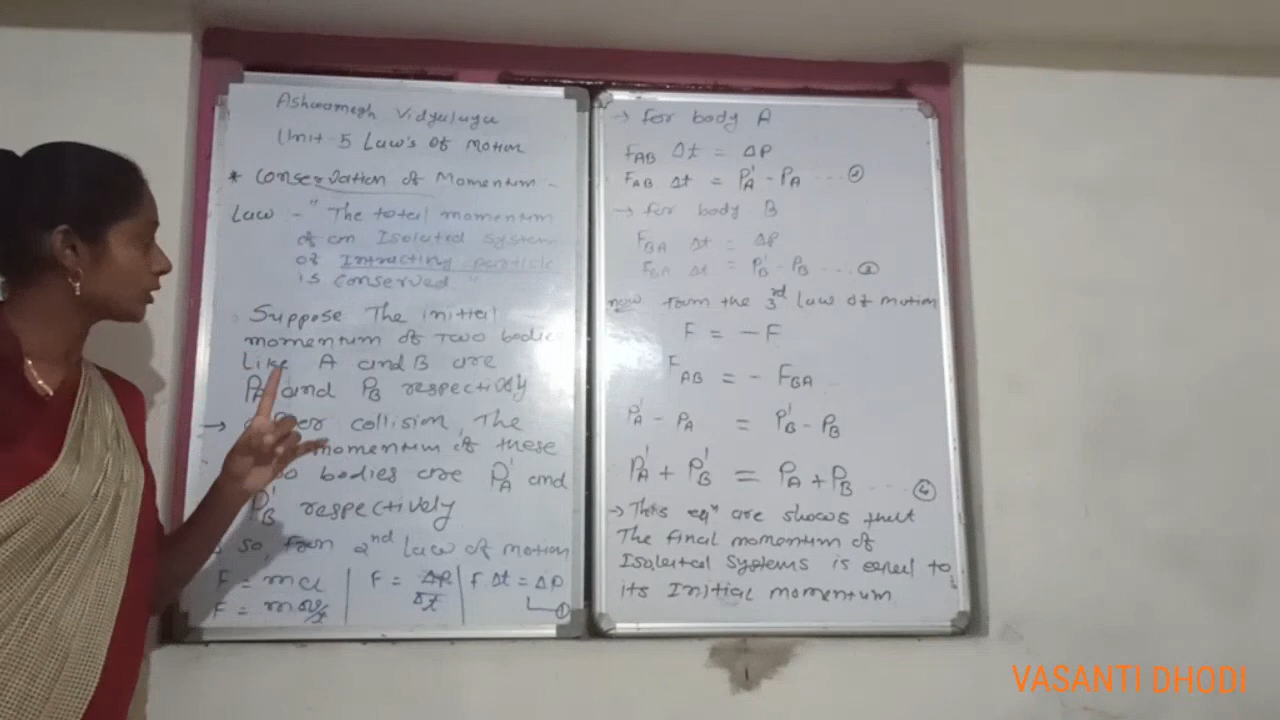 Ashwamegh Vidyalaya
Unit-5 Law's Of Motion
* Conservation of Momentum -
Law - " The total momentum
of an Isolated System
of Intracting particle
is conserved "
Suppose The initial
momentum of Two bodies
Like A and B are
PA and PB respectively
→ After collision, The
momentum of these
bodies are P'A and
P'B respectively
so, from 2nd law of motion
F = ma | F = ΔP/Δt | F Δt = ΔP
F = m Δv/t ①
→ for body A
FAB Δt = ΔP
FAB Δt = P'A - PA ... ②
→ for body B
FBA Δt = ΔP
FBA Δt = P'B - PB ...
now form the 3rd law of motion
F = - F
FAB = - FBA
P'A - PA = P'B - PB
P'A + P'B = PA + PB ... ④
→ This eqn are shows that
The final momentum of
Isolated Systems is equal to
its Initial momentum
VASANTI DHODI